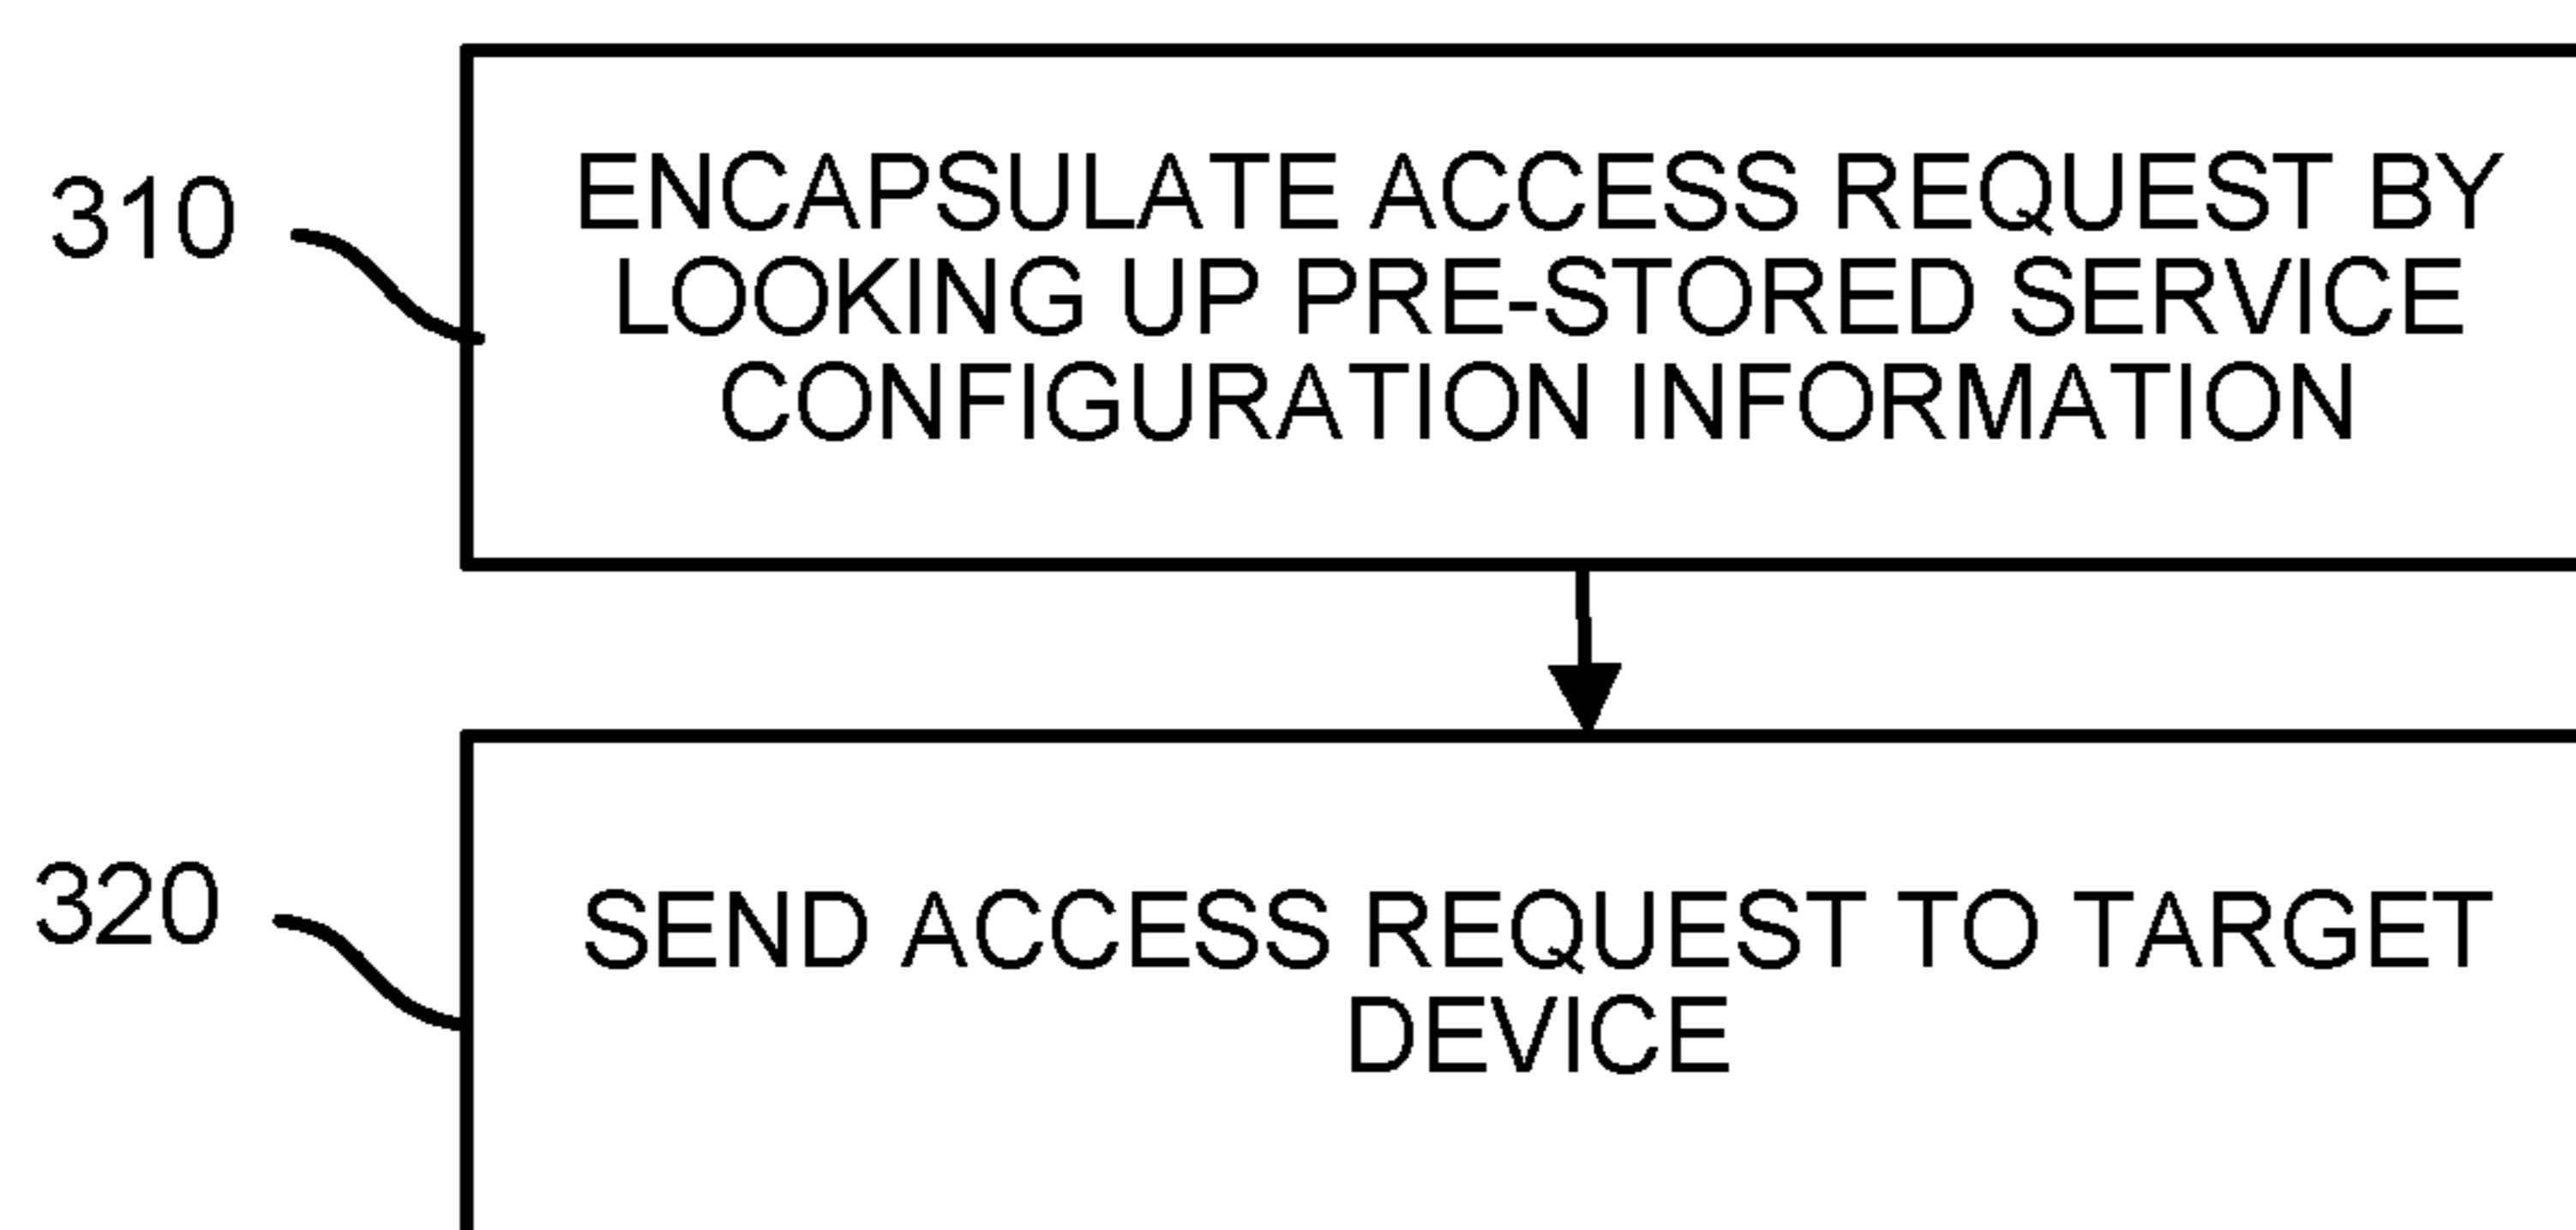 310
ENCAPSULATE ACCESS REQUEST BY
LOOKING UP PRE-STORED SERVICE
CONFIGURATION INFORMATION
320
SEND ACCESS REQUEST TO TARGET
DEVICE